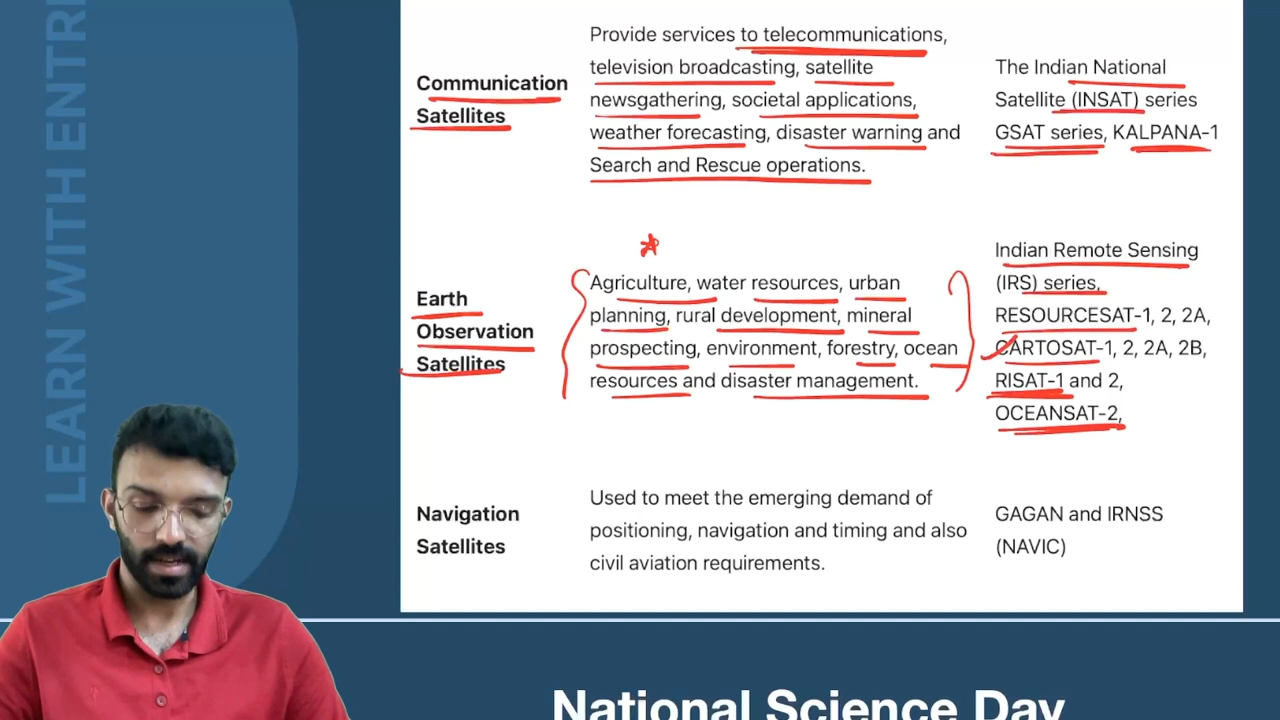 LEARN WITH ENTRI
Communication
Satellites
Provide services to telecommunications,
television broadcasting, satellite
newsgathering, societal applications,
weather forecasting, disaster warning and
Search and Rescue operations.
The Indian National
Satellite (INSAT) series
GSAT series, KALPANA-1
Earth
Observation
Satellites
Agriculture, water resources, urban
planning, rural development, mineral
prospecting, environment, forestry, ocean
resources and disaster management.
Indian Remote Sensing
(IRS) series,
RESOURCESAT-1, 2, 2A,
CARTOSAT-1, 2, 2A, 2B,
RISAT-1 and 2,
OCEANSAT-2,
Navigation
Satellites
Used to meet the emerging demand of
positioning, navigation and timing and also
civil aviation requirements.
GAGAN and IRNSS
(NAVIC)
National Science Day